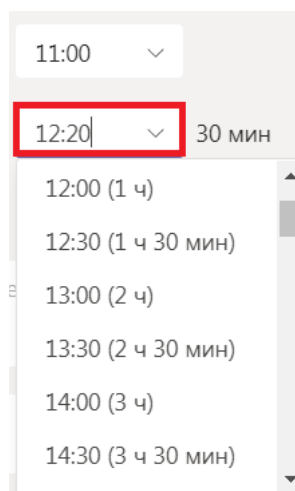 11:00
12:20 30 мин
12:00 (1 ч)
12:30 (1 ч 30 мин)
13:00 (2 ч)
13:30 (2 ч 30 мин)
14:00 (3 ч)
14:30 (3 ч 30 мин)